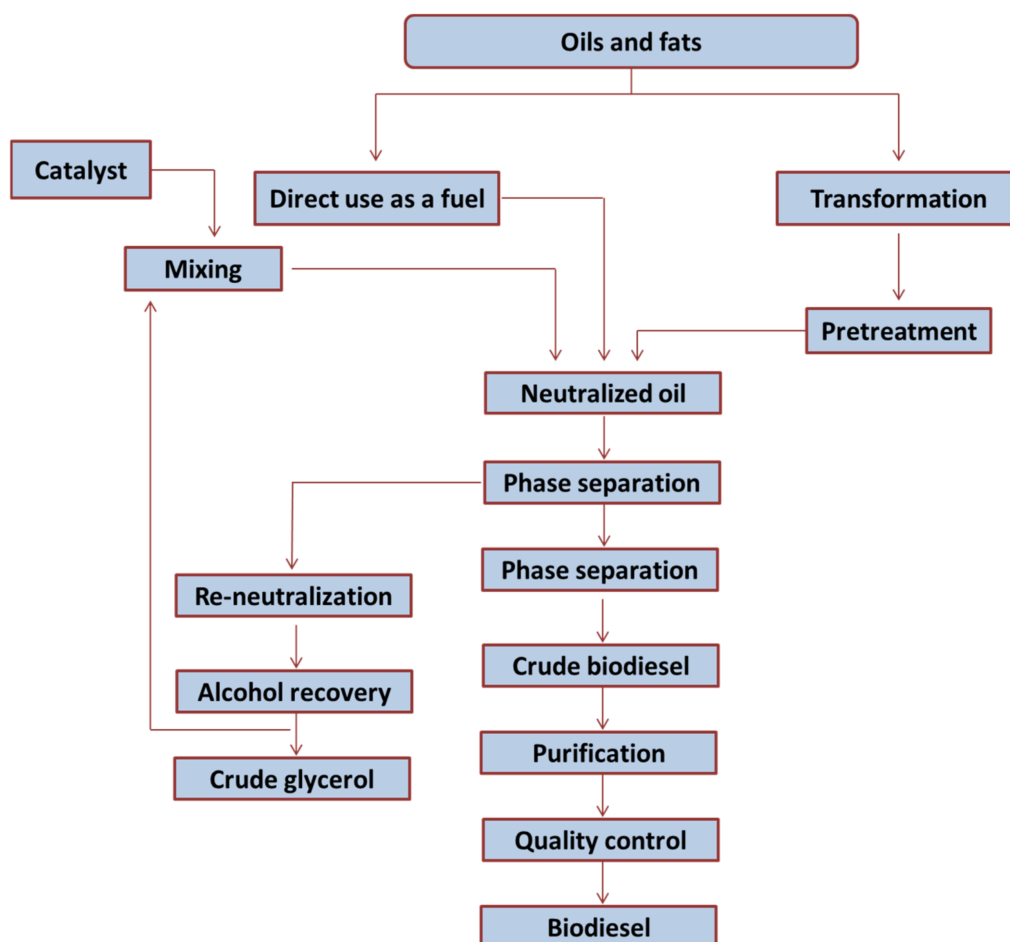 Oils and fats
Catalyst
Direct use as a fuel
Transformation
Mixing
Pretreatment
Neutralized oil
Phase separation
Phase separation
Re-neutralization
Crude biodiesel
Alcohol recovery
Purification
Crude glycerol
Quality control
Biodiesel